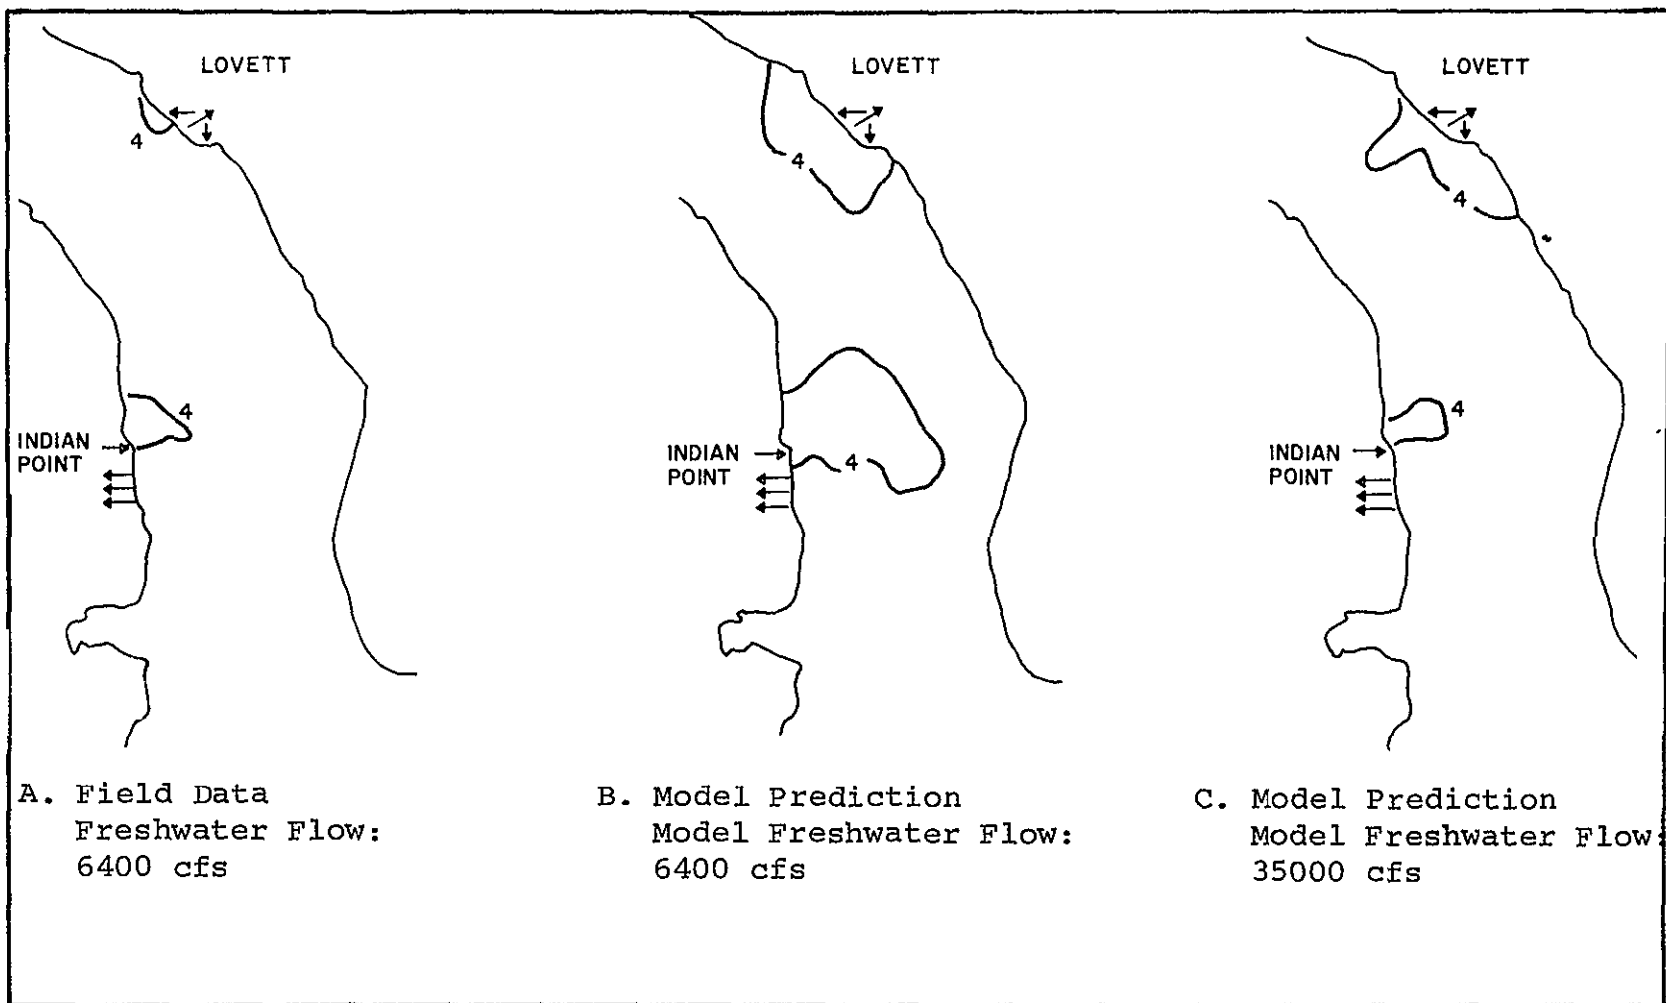 LOVETT
4
4
INDIAN
POINT
A. Field Data
Freshwater Flow:
6400 cfs
LOVETT
4
INDIAN
POINT
4
B. Model Prediction
Model Freshwater Flow:
6400 cfs
LOVETT
4
4
INDIAN
POINT
C. Model Prediction
Model Freshwater Flow:
35000 cfs